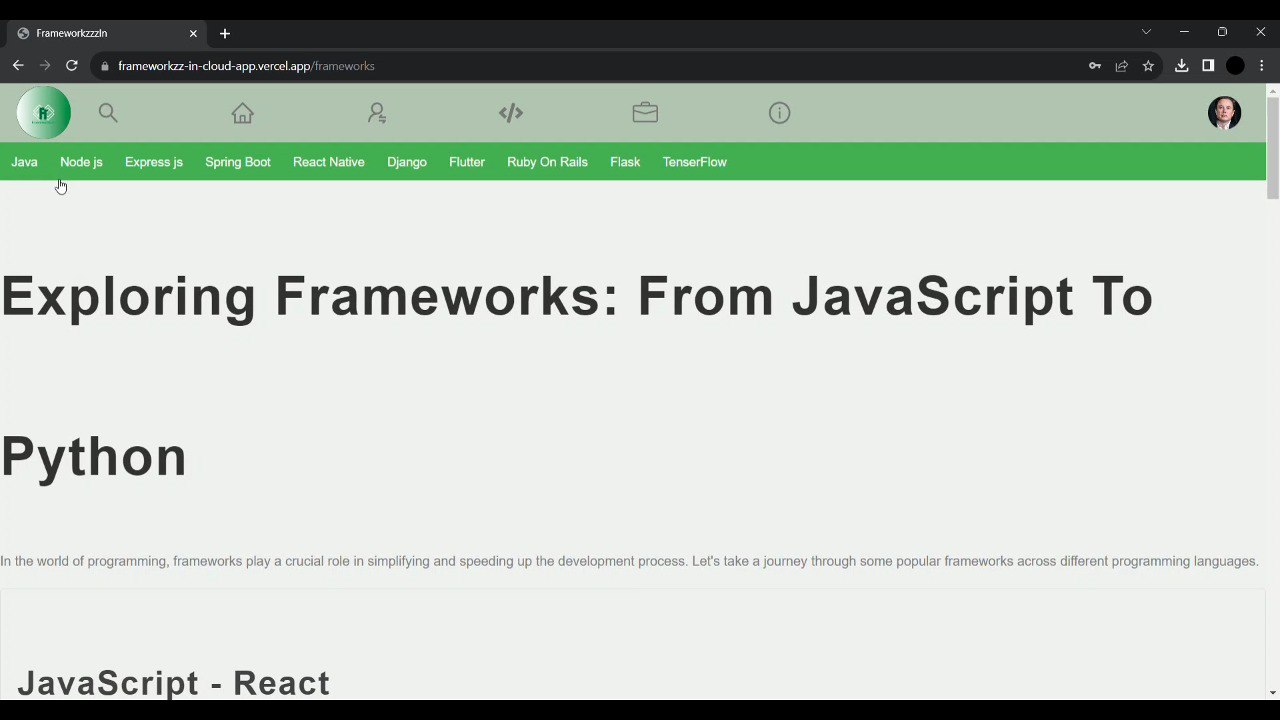 FrameworkzzIn
frameworkzz-in-cloud-app.vercel.app/frameworks
Java Node js Express js Spring Boot React Native Django Flutter Ruby On Rails Flask TenserFlow
Exploring Frameworks: From JavaScript To
Python
In the world of programming, frameworks play a crucial role in simplifying and speeding up the development process. Let's take a journey through some popular frameworks across different programming languages.
JavaScript - React